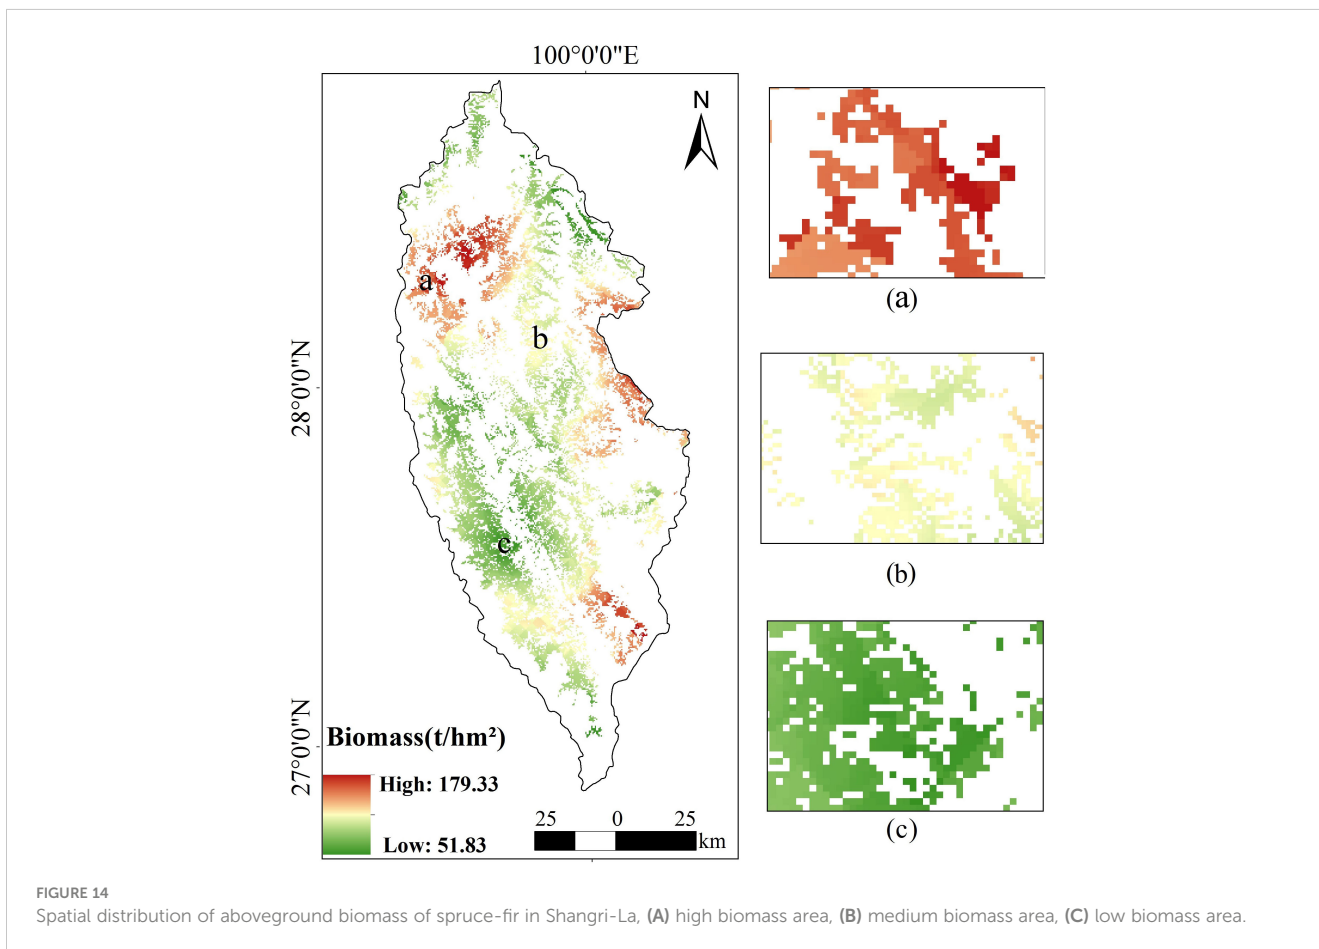 100°0'0"E
N
28°0'0"N
27°0'0"N
a
b
c
Biomass(t/hm²)
High: 179.33
Low: 51.83
25 0 25
km
(a)
(b)
(c)
FIGURE 14
Spatial distribution of aboveground biomass of spruce-fir in Shangri-La, (A) high biomass area, (B) medium biomass area, (C) low biomass area.